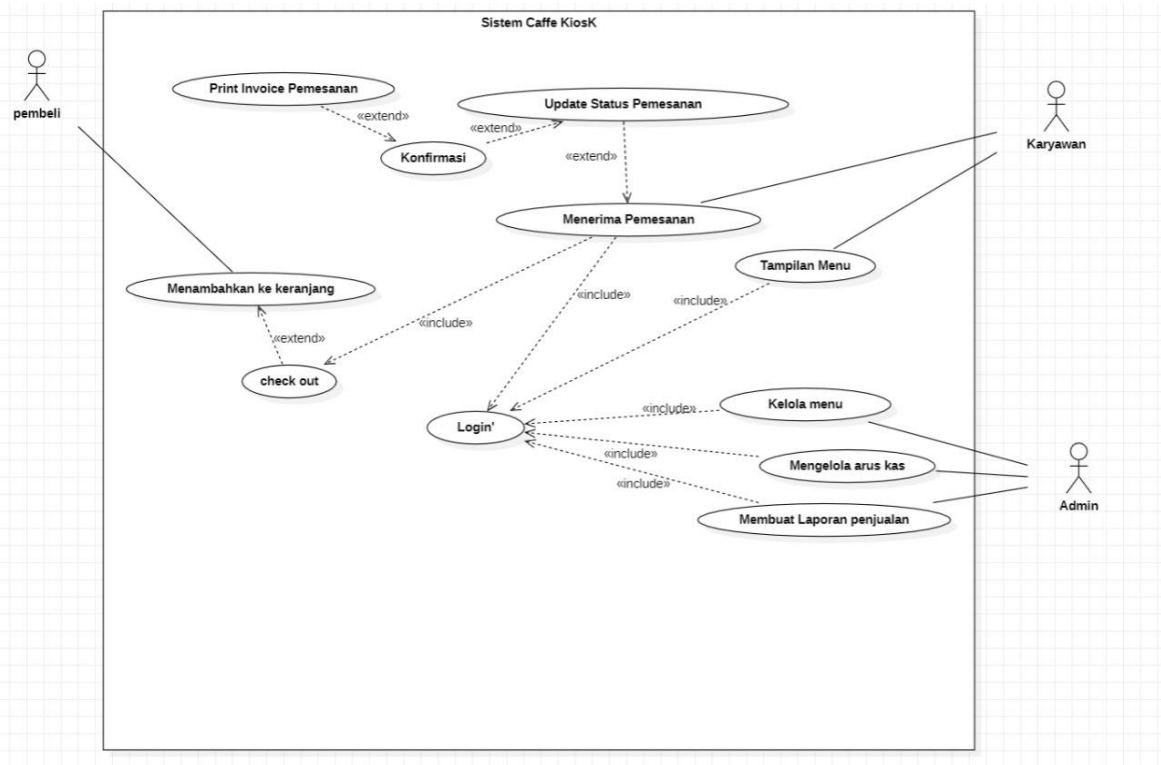 Sistem Caffe KiosK
pembeli
Print Invoice Pemesanan
«extend»
Konfirmasi
«extend»
Update Status Pemesanan
«extend»
Karyawan
Menerima Pemesanan
Tampilan Menu
Menambahkan ke keranjang
«include»
«include»
«include»
«extend»
check out
Login'
«include»
Kelola menu
«include»
Mengelola arus kas
«include»
Membuat Laporan penjualan
Admin